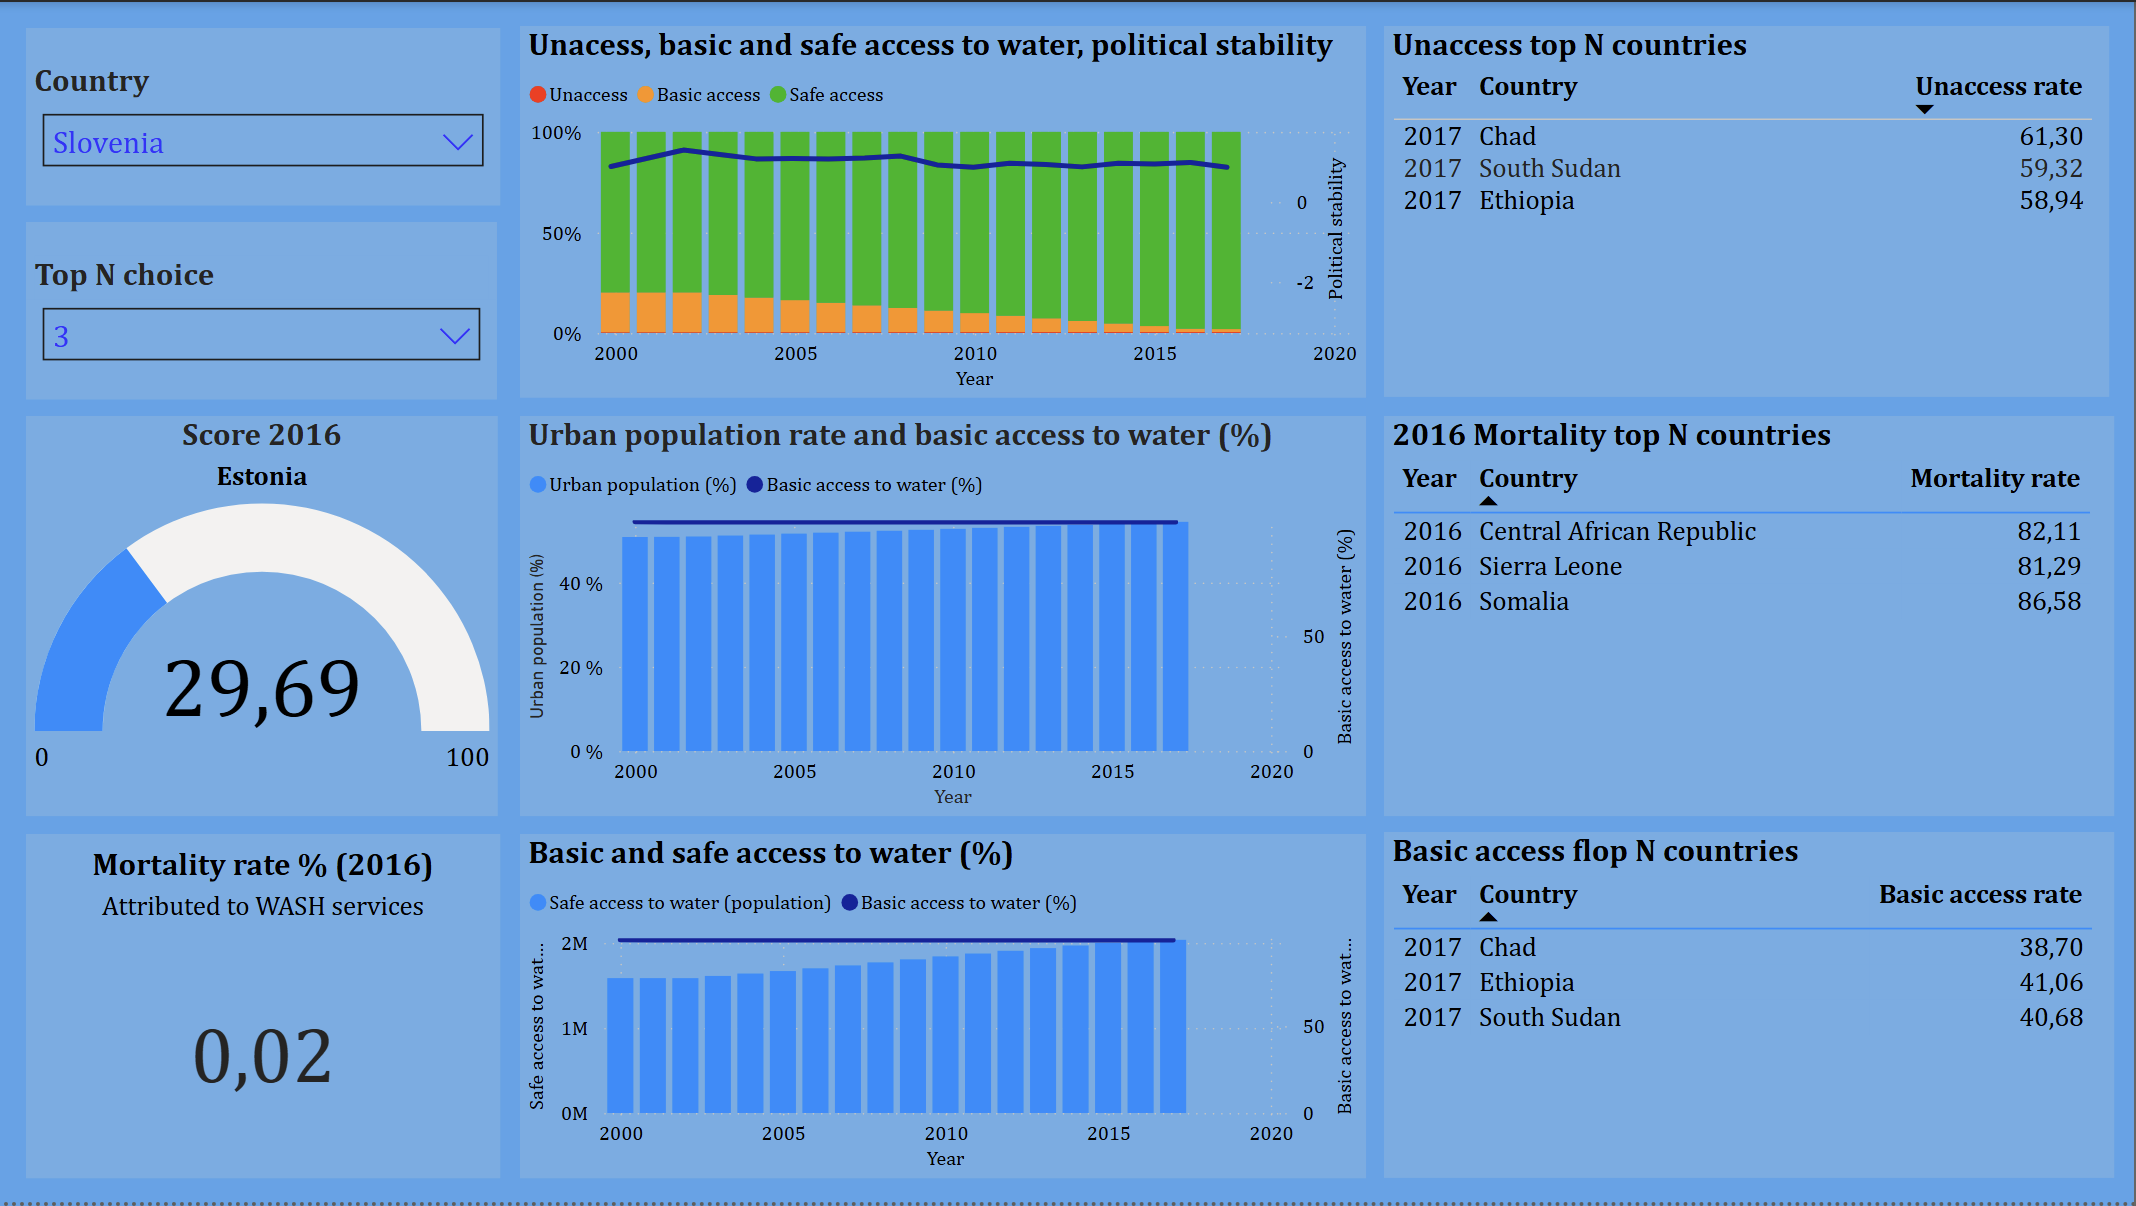 Country
Slovenia
Top N choice
3
Score 2016
Estonia
29,69
0 100
Mortality rate % (2016)
Attributed to WASH services
0,02
Unacess, basic and safe access to water, political stability
Unaccess Basic access Safe access
100%
50%
0%
0
-2
Political stability
2000 2005 2010 2015 2020
Year
Urban population rate and basic access to water (%)
Urban population (%) Basic access to water (%)
Urban population (%)
40 %
20 %
0 %
50
0
Basic access to water (%)
2000 2005 2010 2015 2020
Year
Basic and safe access to water (%)
Safe access to water (population) Basic access to water (%)
Safe access to wat...
2M
1M
0M
50
0
Basic access to wat...
2000 2005 2010 2015 2020
Year
Unaccess top N countries
Year Country Unaccess rate
2017 Chad 61,30
2017 South Sudan 59,32
2017 Ethiopia 58,94
2016 Mortality top N countries
Year Country Mortality rate
2016 Central African Republic 82,11
2016 Sierra Leone 81,29
2016 Somalia 86,58
Basic access flop N countries
Year Country Basic access rate
2017 Chad 38,70
2017 Ethiopia 41,06
2017 South Sudan 40,68